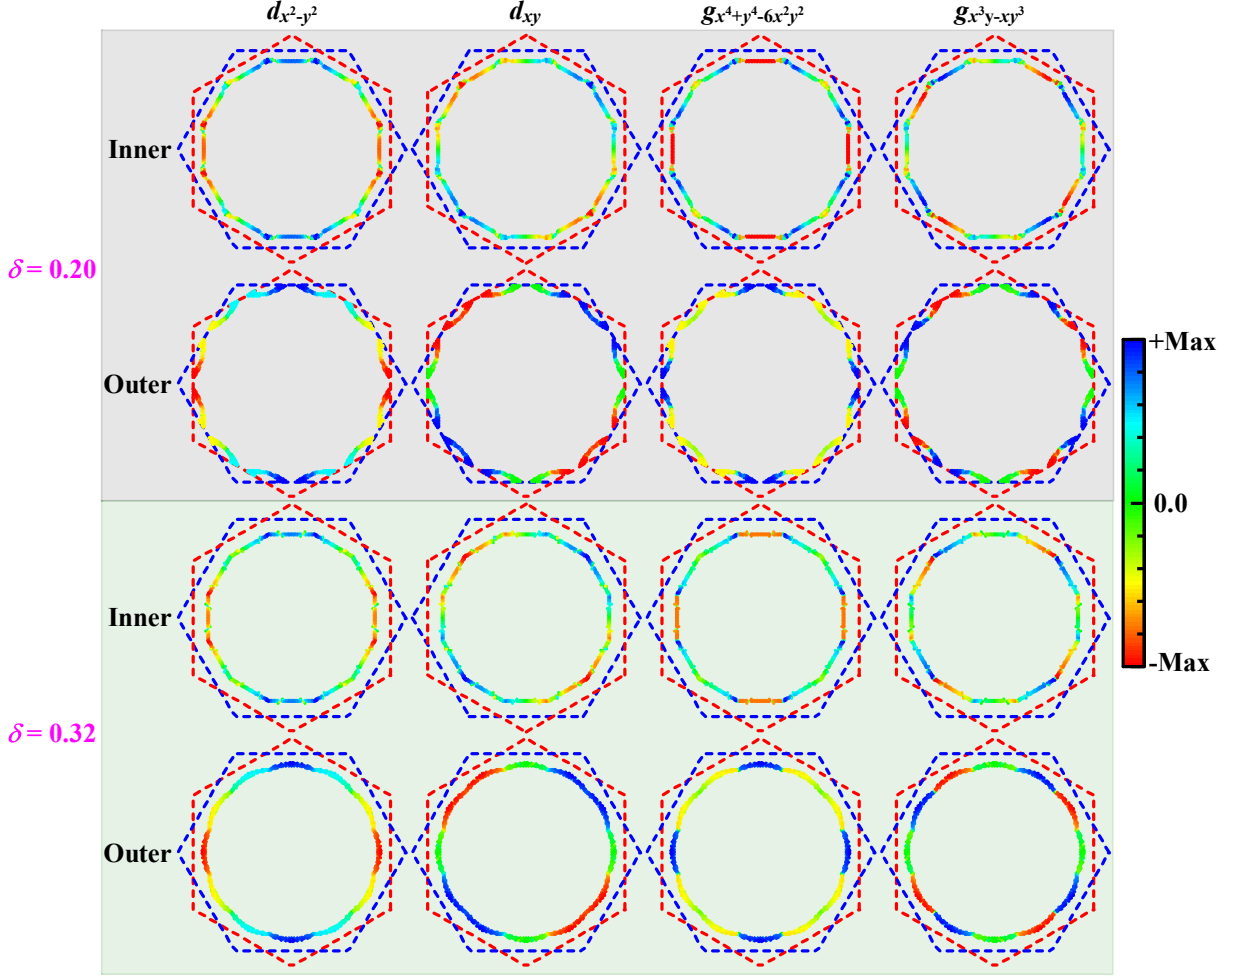 d_{x²-y²} d_{xy} g_{x⁴+y⁴-6x²y²} g_{x³y-xy³}
Inner
δ = 0.20
Outer
+Max
0.0
-Max
Inner
δ = 0.32
Outer